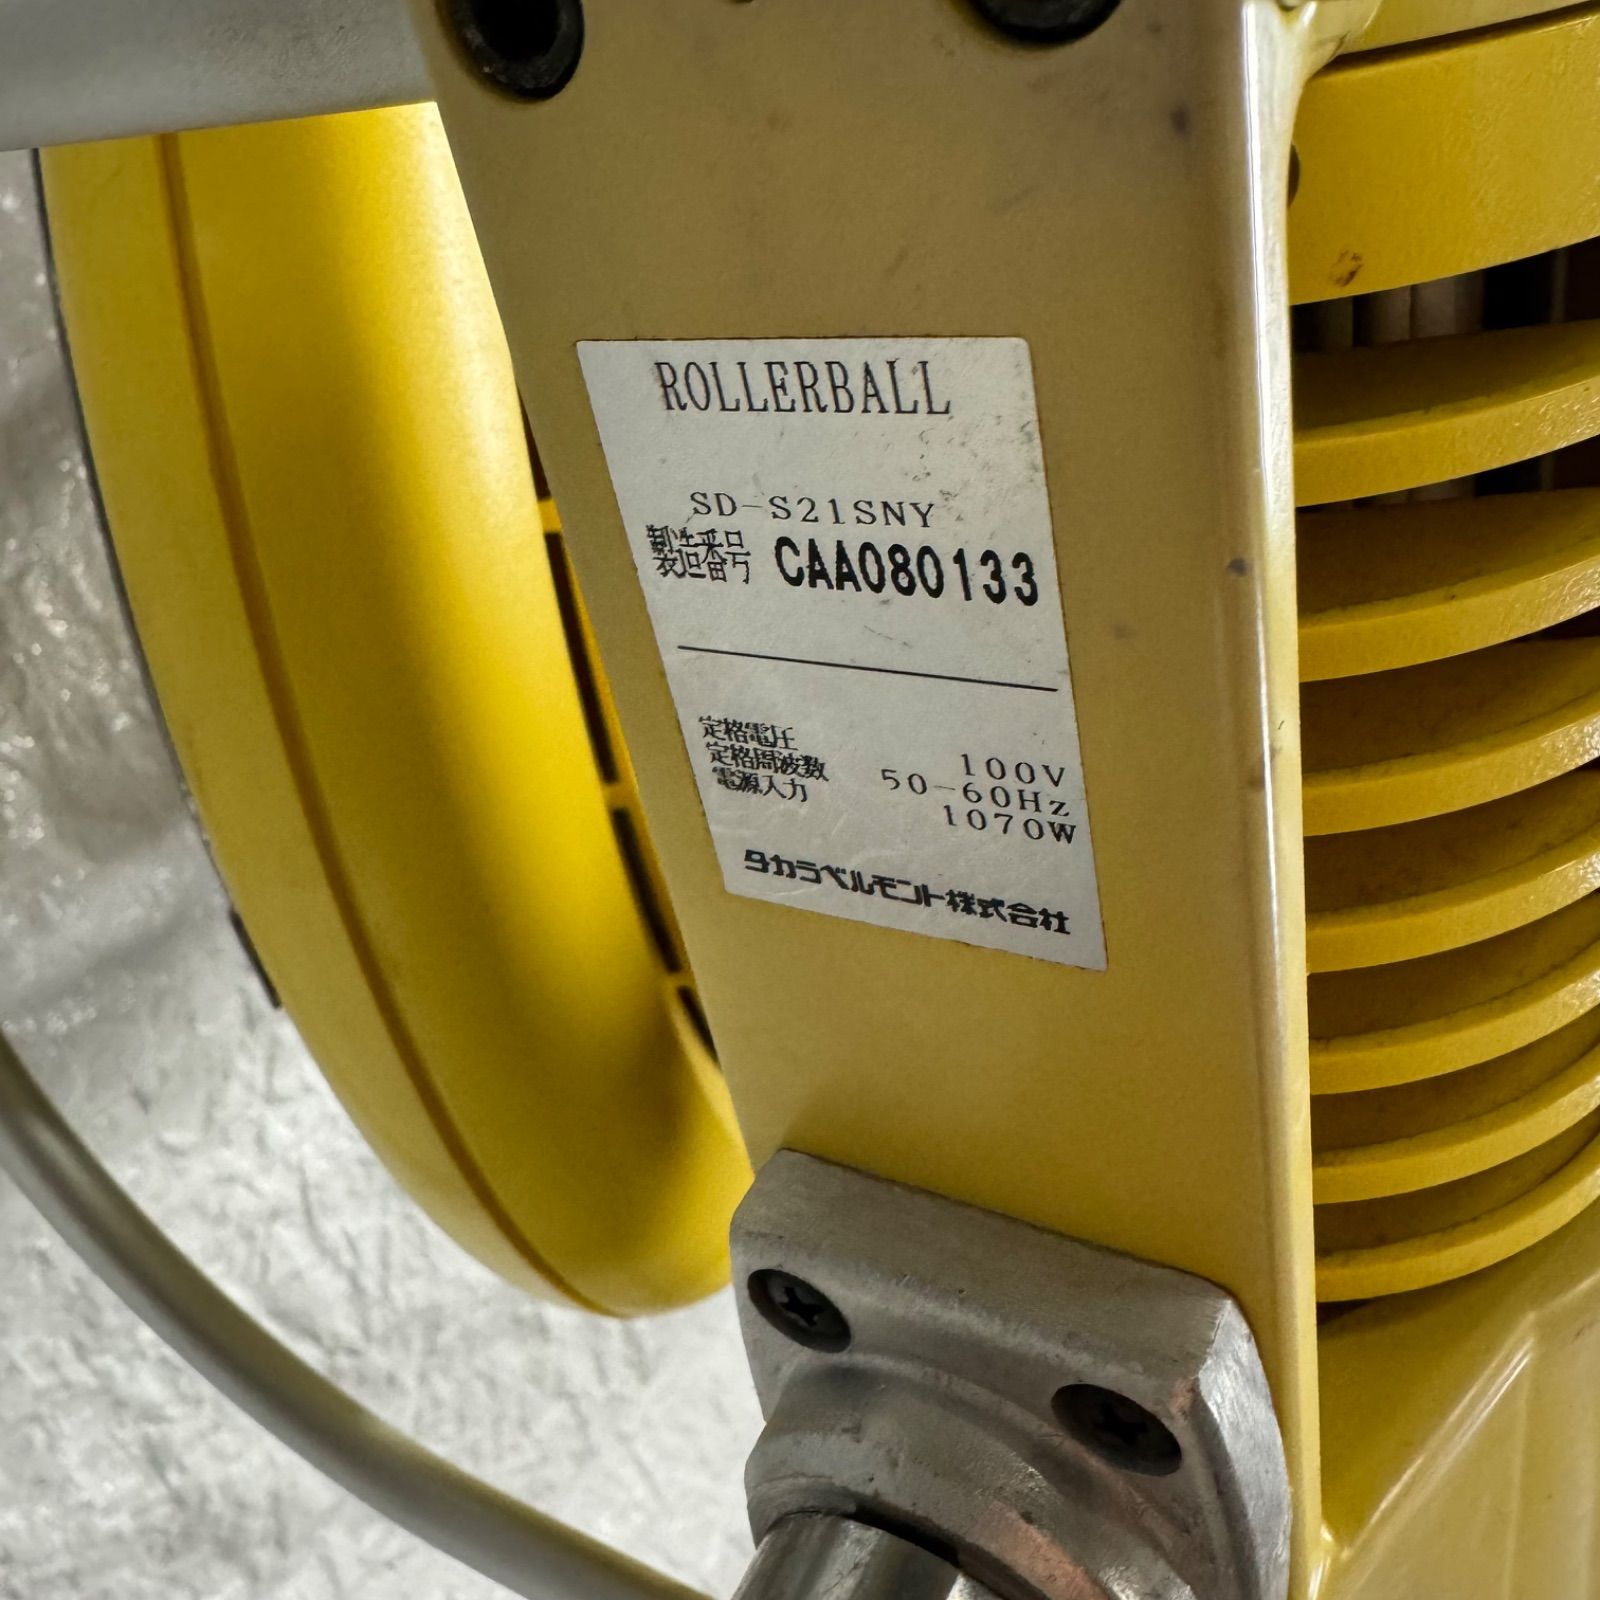 ROLLERBALL
SD-S21SNY
製造番号 CAA080133
定格電圧 100V
定格周波数 50-60Hz
電源入力 1070W
タカラベルモント株式会社